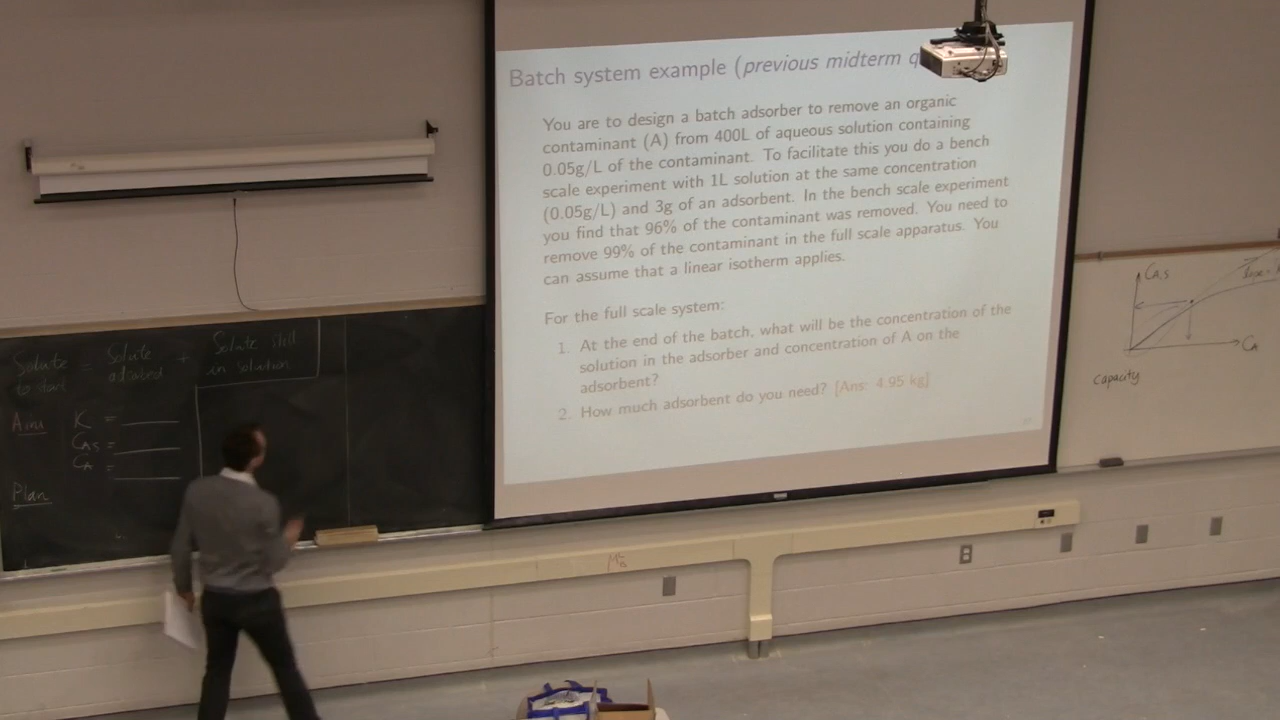 Batch system example (previous midterm q
You are to design a batch adsorber to remove an organic
contaminant (A) from 400L of aqueous solution containing
0.05g/L of the contaminant. To facilitate this you do a bench
scale experiment with 1L solution at the same concentration
(0.05g/L) and 3g of an adsorbent. In the bench scale experiment
you find that 96% of the contaminant was removed. You need to
remove 99% of the contaminant in the full scale apparatus. You
can assume that a linear isotherm applies.
For the full scale system:
1. At the end of the batch, what will be the concentration of the
solution in the adsorber and concentration of A on the
adsorbent?
2. How much adsorbent do you need? [Ans: 4.95 kg]
Solute to start = Solute adsorbed + Solute still in solution
K =
CAS =
CA =
Plan
CA,S
CA
capacity